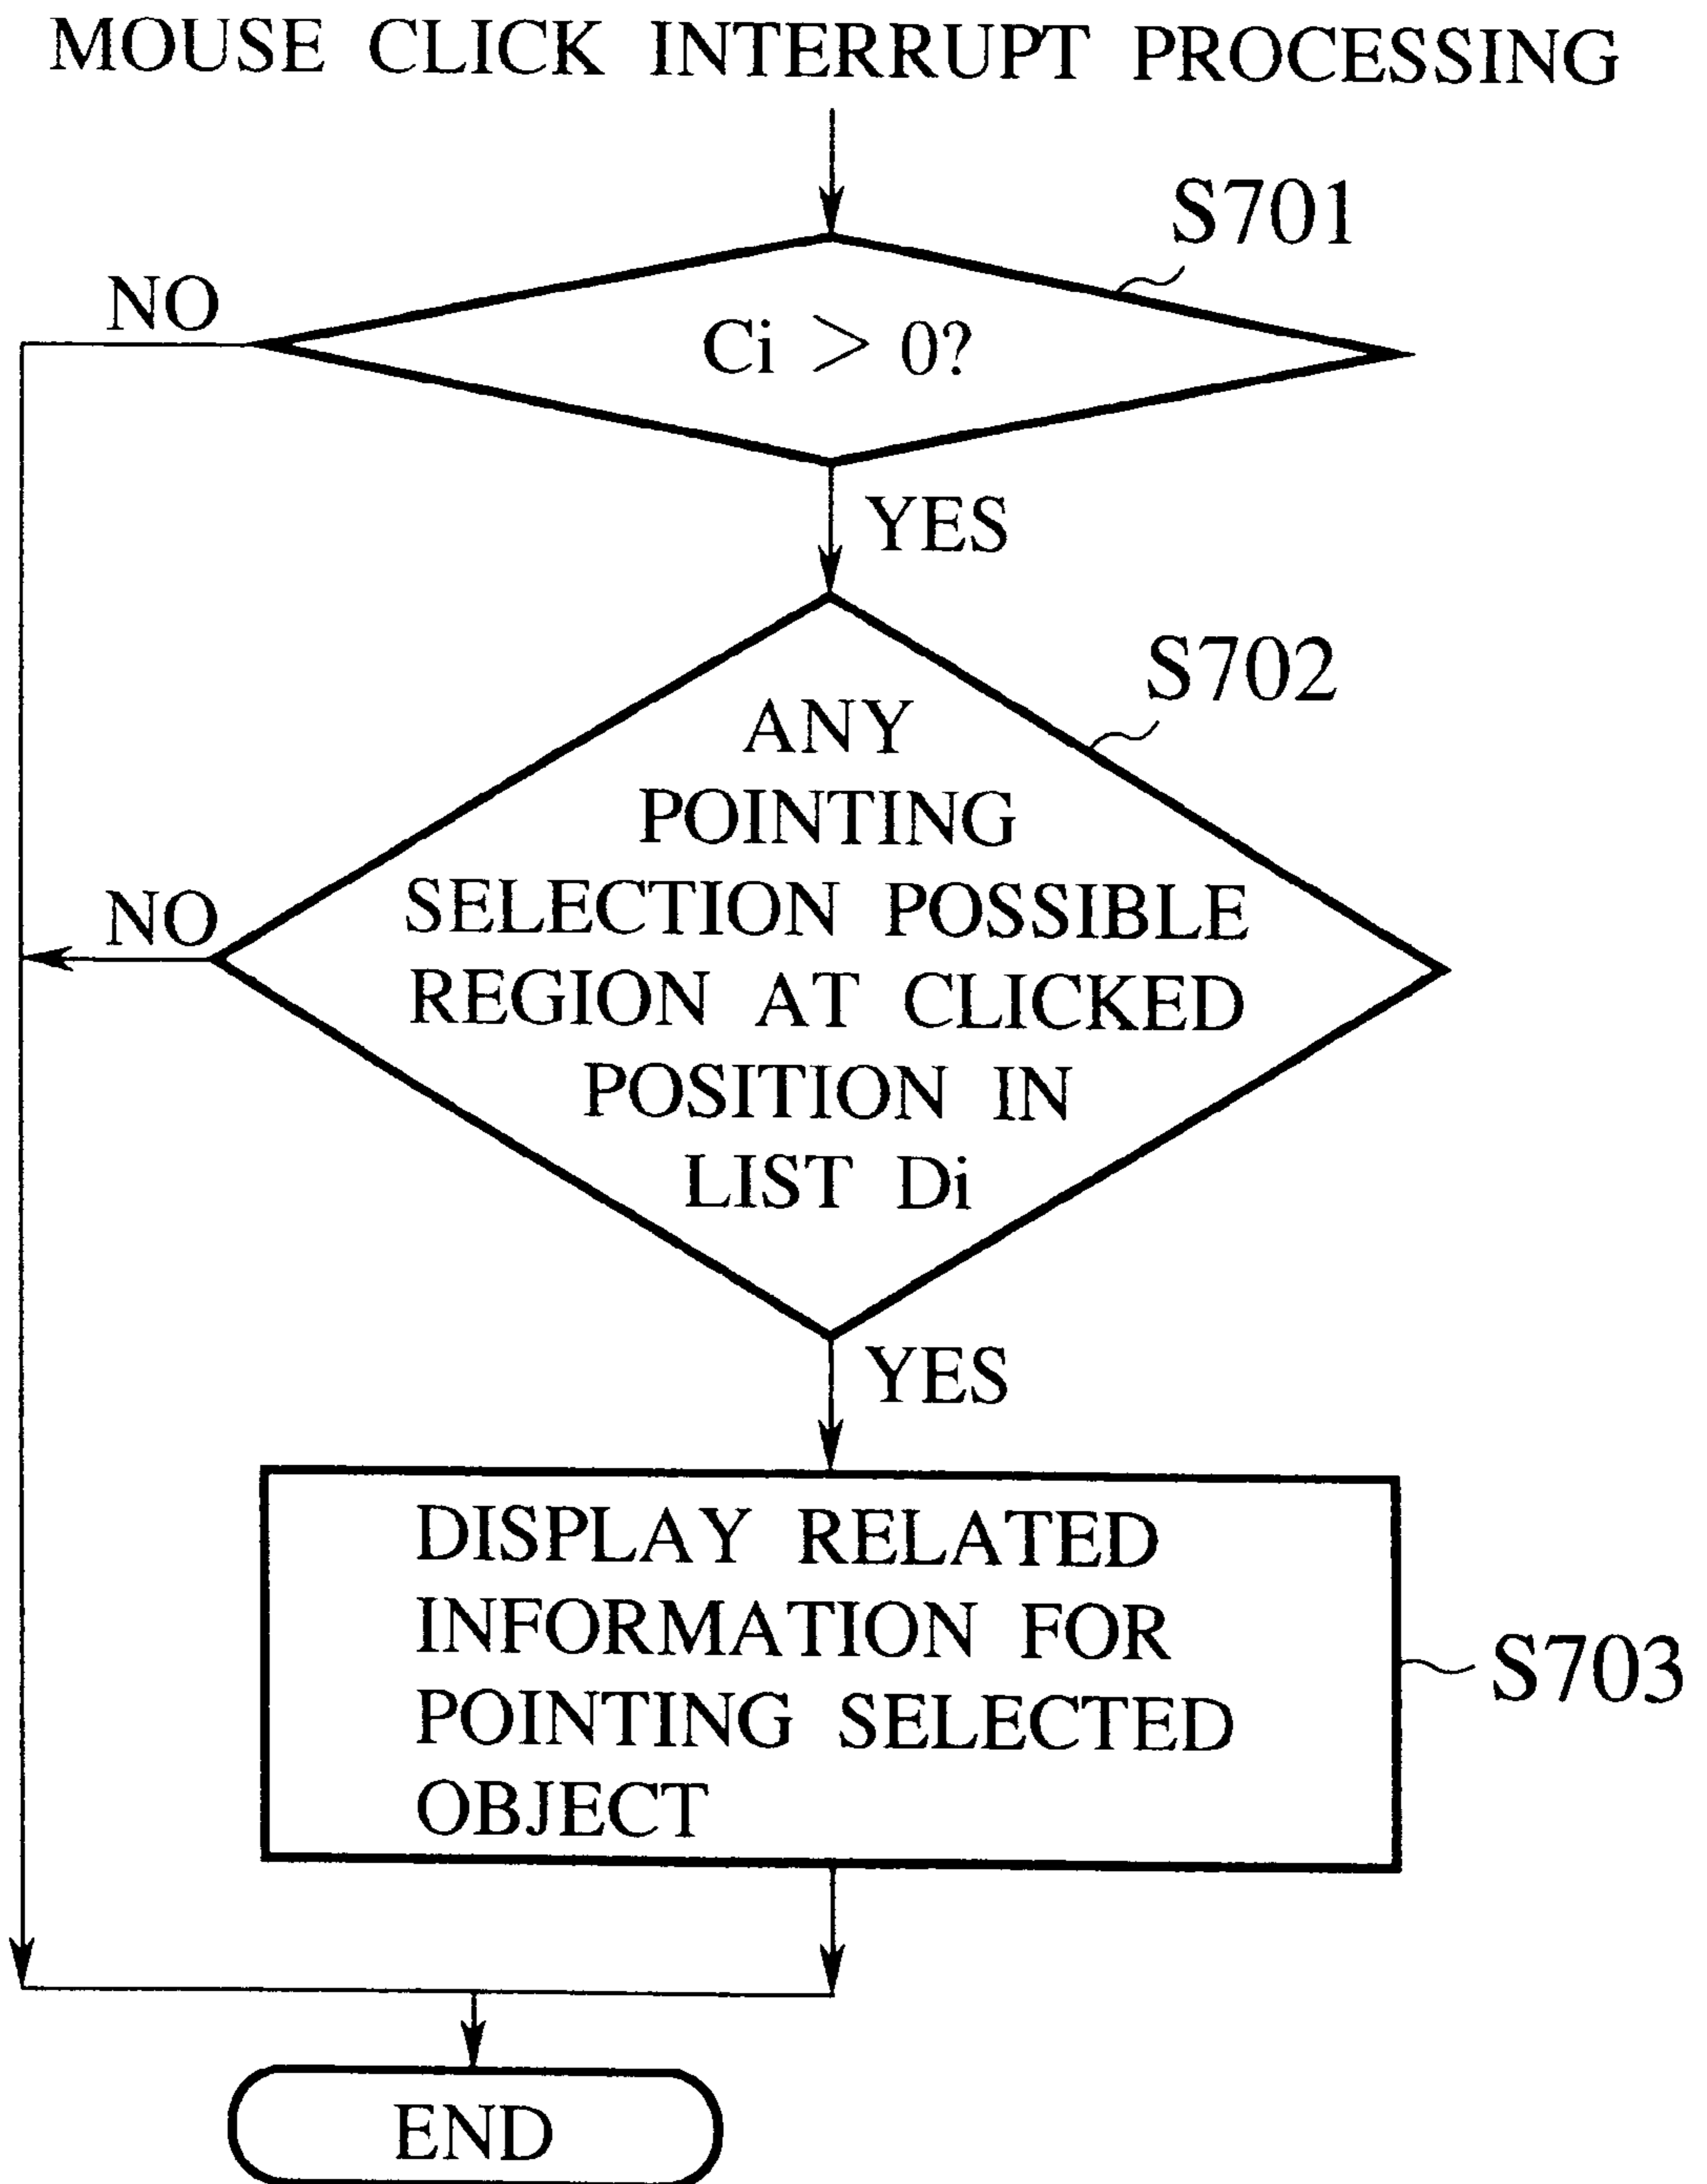 MOUSE CLICK INTERRUPT PROCESSING
S701
NO
Ci > 0?
YES
S702
ANY
POINTING
SELECTION POSSIBLE
NO
REGION AT CLICKED
POSITION IN
LIST Di
YES
DISPLAY RELATED
INFORMATION FOR
POINTING SELECTED
OBJECT
S703
END